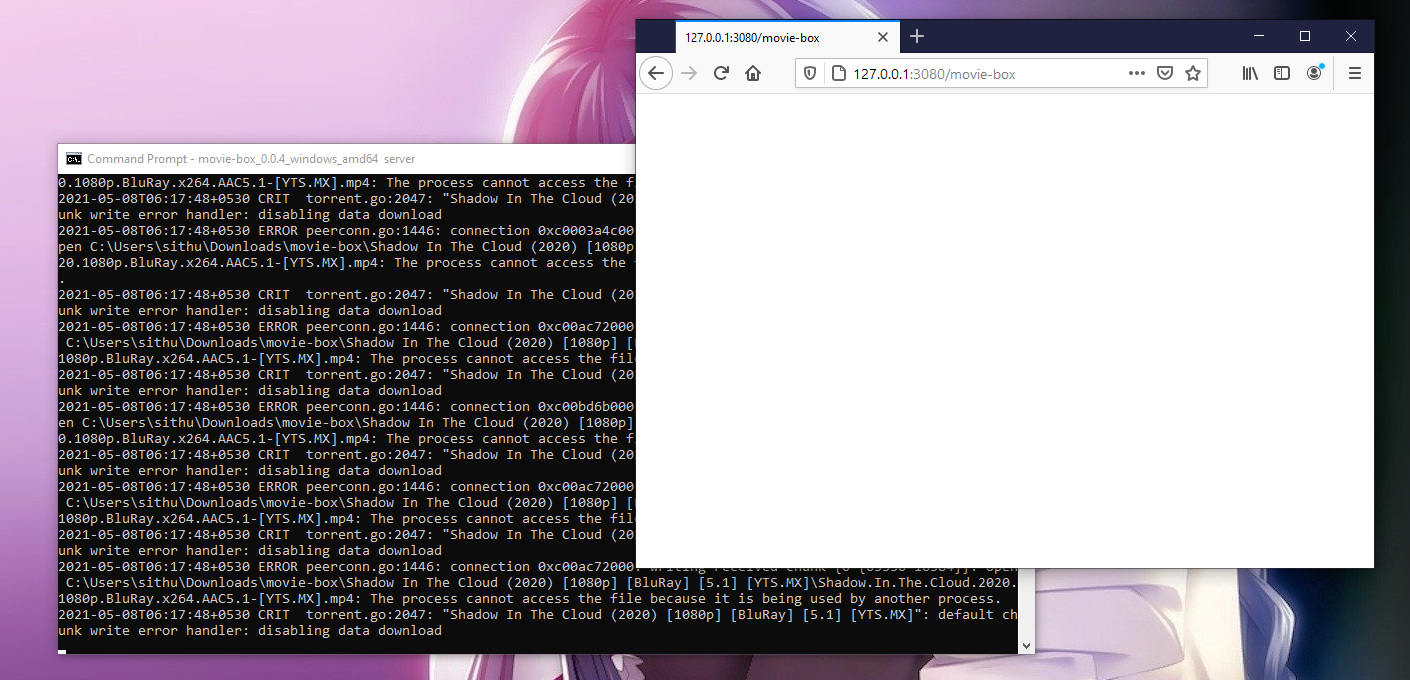 127.0.0.1:3080/movie-box
127.0.0.1:3080/movie-box
Command Prompt - movie-box_0.0.4_windows_amd64 server
0.1080p.BluRay.x264.AAC5.1-[YTS.MX].mp4: The process cannot access the
2021-05-08T06:17:48+0530 CRIT  torrent.go:2047: "Shadow In The Cloud (20
unk write error handler: disabling data download
2021-05-08T06:17:48+0530 ERROR peerconn.go:1446: connection 0xc0003a4c00
pen C:\Users\sithu\Downloads\movie-box\Shadow In The Cloud (2020) [1080p
20.1080p.BluRay.x264.AAC5.1-[YTS.MX].mp4: The process cannot access the
.
2021-05-08T06:17:48+0530 CRIT  torrent.go:2047: "Shadow In The Cloud (20
unk write error handler: disabling data download
2021-05-08T06:17:48+0530 ERROR peerconn.go:1446: connection 0xc00ac72000
C:\Users\sithu\Downloads\movie-box\Shadow In The Cloud (2020) [1080p] [
1080p.BluRay.x264.AAC5.1-[YTS.MX].mp4: The process cannot access the fil
2021-05-08T06:17:48+0530 CRIT  torrent.go:2047: "Shadow In The Cloud (20
unk write error handler: disabling data download
2021-05-08T06:17:48+0530 ERROR peerconn.go:1446: connection 0xc00bd6b000
en C:\Users\sithu\Downloads\movie-box\Shadow In The Cloud (2020) [1080p]
0.1080p.BluRay.x264.AAC5.1-[YTS.MX].mp4: The process cannot access the
2021-05-08T06:17:48+0530 CRIT  torrent.go:2047: "Shadow In The Cloud (20
unk write error handler: disabling data download
2021-05-08T06:17:48+0530 ERROR peerconn.go:1446: connection 0xc00ac72000
C:\Users\sithu\Downloads\movie-box\Shadow In The Cloud (2020) [1080p] [
1080p.BluRay.x264.AAC5.1-[YTS.MX].mp4: The process cannot access the fil
2021-05-08T06:17:48+0530 CRIT  torrent.go:2047: "Shadow In The Cloud (20
unk write error handler: disabling data download
2021-05-08T06:17:48+0530 ERROR peerconn.go:1446: connection 0xc00ac72000: writing received chunk
C:\Users\sithu\Downloads\movie-box\Shadow In The Cloud (2020) [1080p] [BluRay] [5.1] [YTS.MX]\Shadow.In.The.Cloud.2020.
1080p.BluRay.x264.AAC5.1-[YTS.MX].mp4: The process cannot access the file because it is being used by another process.
2021-05-08T06:17:48+0530 CRIT  torrent.go:2047: "Shadow In The Cloud (2020) [1080p] [BluRay] [5.1] [YTS.MX]": default ch
unk write error handler: disabling data download